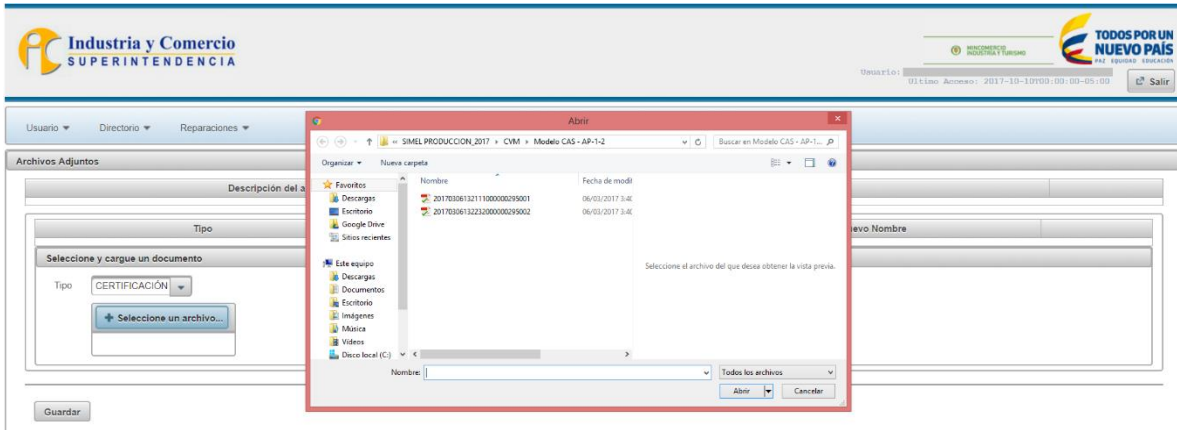 Industria y Comercio
SUPERINTENDENCIA
MINCOMERCIO
INDUSTRIA Y TURISMO
TODOS POR UN
NUEVO PAÍS
PAZ EQUIDAD EDUCACIÓN
Usuario:
Ultimo Acceso: 2017-10-10T00:00:00-05:00
Salir
Usuario
Directorio
Reparaciones
Archivos Adjuntos
Descripción del a
Tipo
evo Nombre
Seleccione y cargue un documento
Tipo
CERTIFICACIÓN
+ Seleccione un archivo...
Guardar
Abrir
« SIMEL PRODUCCION_2017 › CVM › Modelo CAS - AP-1-2
Buscar en Modelo CAS - AP-1...
Organizar
Nueva carpeta
Favoritos
Descargas
Escritorio
Google Drive
Sitios recientes
Este equipo
Descargas
Documentos
Escritorio
Imágenes
Música
Vídeos
Disco local (C:)
Nombre
Fecha de modif
06/03/2017 3:4
06/03/2017 3:4
Seleccione el archivo del que desea obtener la vista previa.
Nombre:
Todos los archivos
Abrir
Cancelar